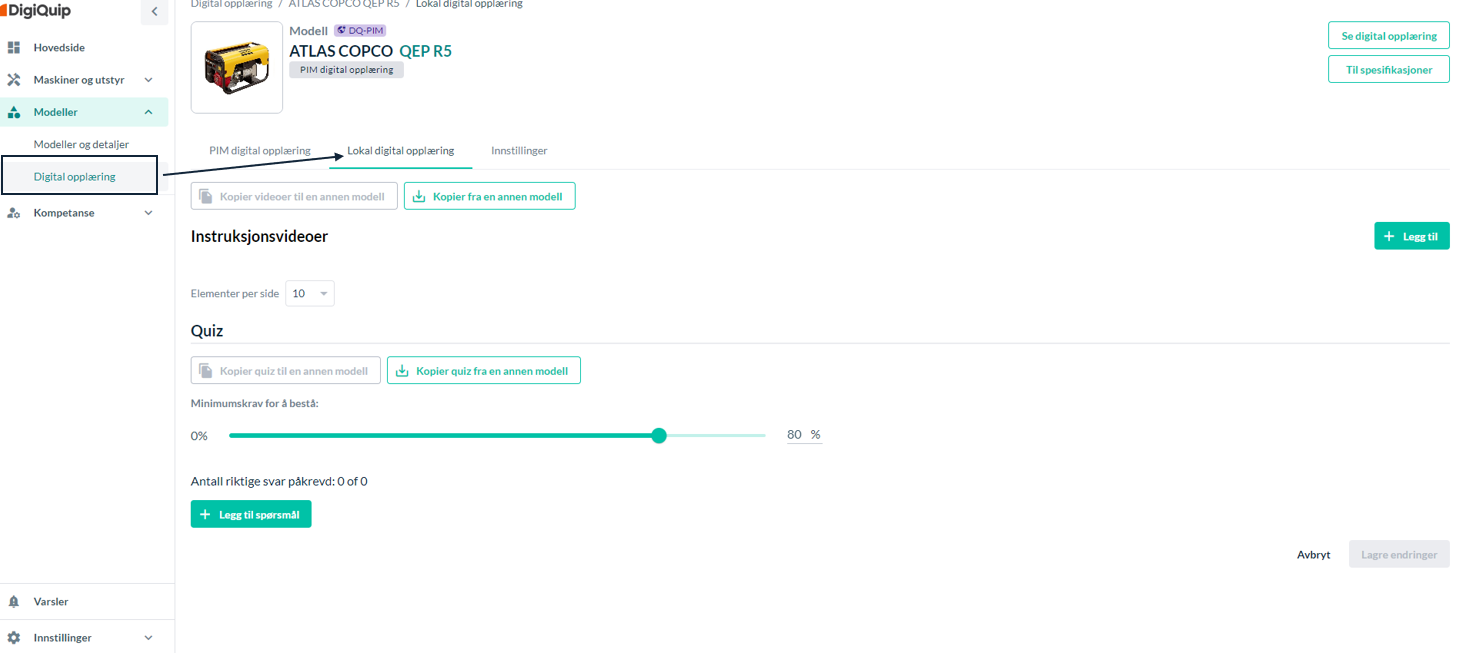 DigiQuip
Hovedside
Maskiner og utstyr
Modeller
Modeller og detaljer
Digital opplæring
Kompetanse
Varsler
Innstillinger
Digital opplæring / ATLAS COPCO QEP R5 / Lokal digital opplæring
Modell DQ-PIM
ATLAS COPCO QEP R5
PIM digital opplæring
Se digital opplæring
Til spesifikasjoner
PIM digital opplæring Lokal digital opplæring Innstillinger
Kopier videoer til en annen modell Kopier fra en annen modell
Instruksjonsvideoer
+ Legg til
Elementer per side 10
Quiz
Kopier quiz til en annen modell Kopier quiz fra en annen modell
Minimumskrav for å bestå:
0% 80 %
Antall riktige svar påkrevd: 0 of 0
+ Legg til spørsmål
Avbryt Lagre endringer